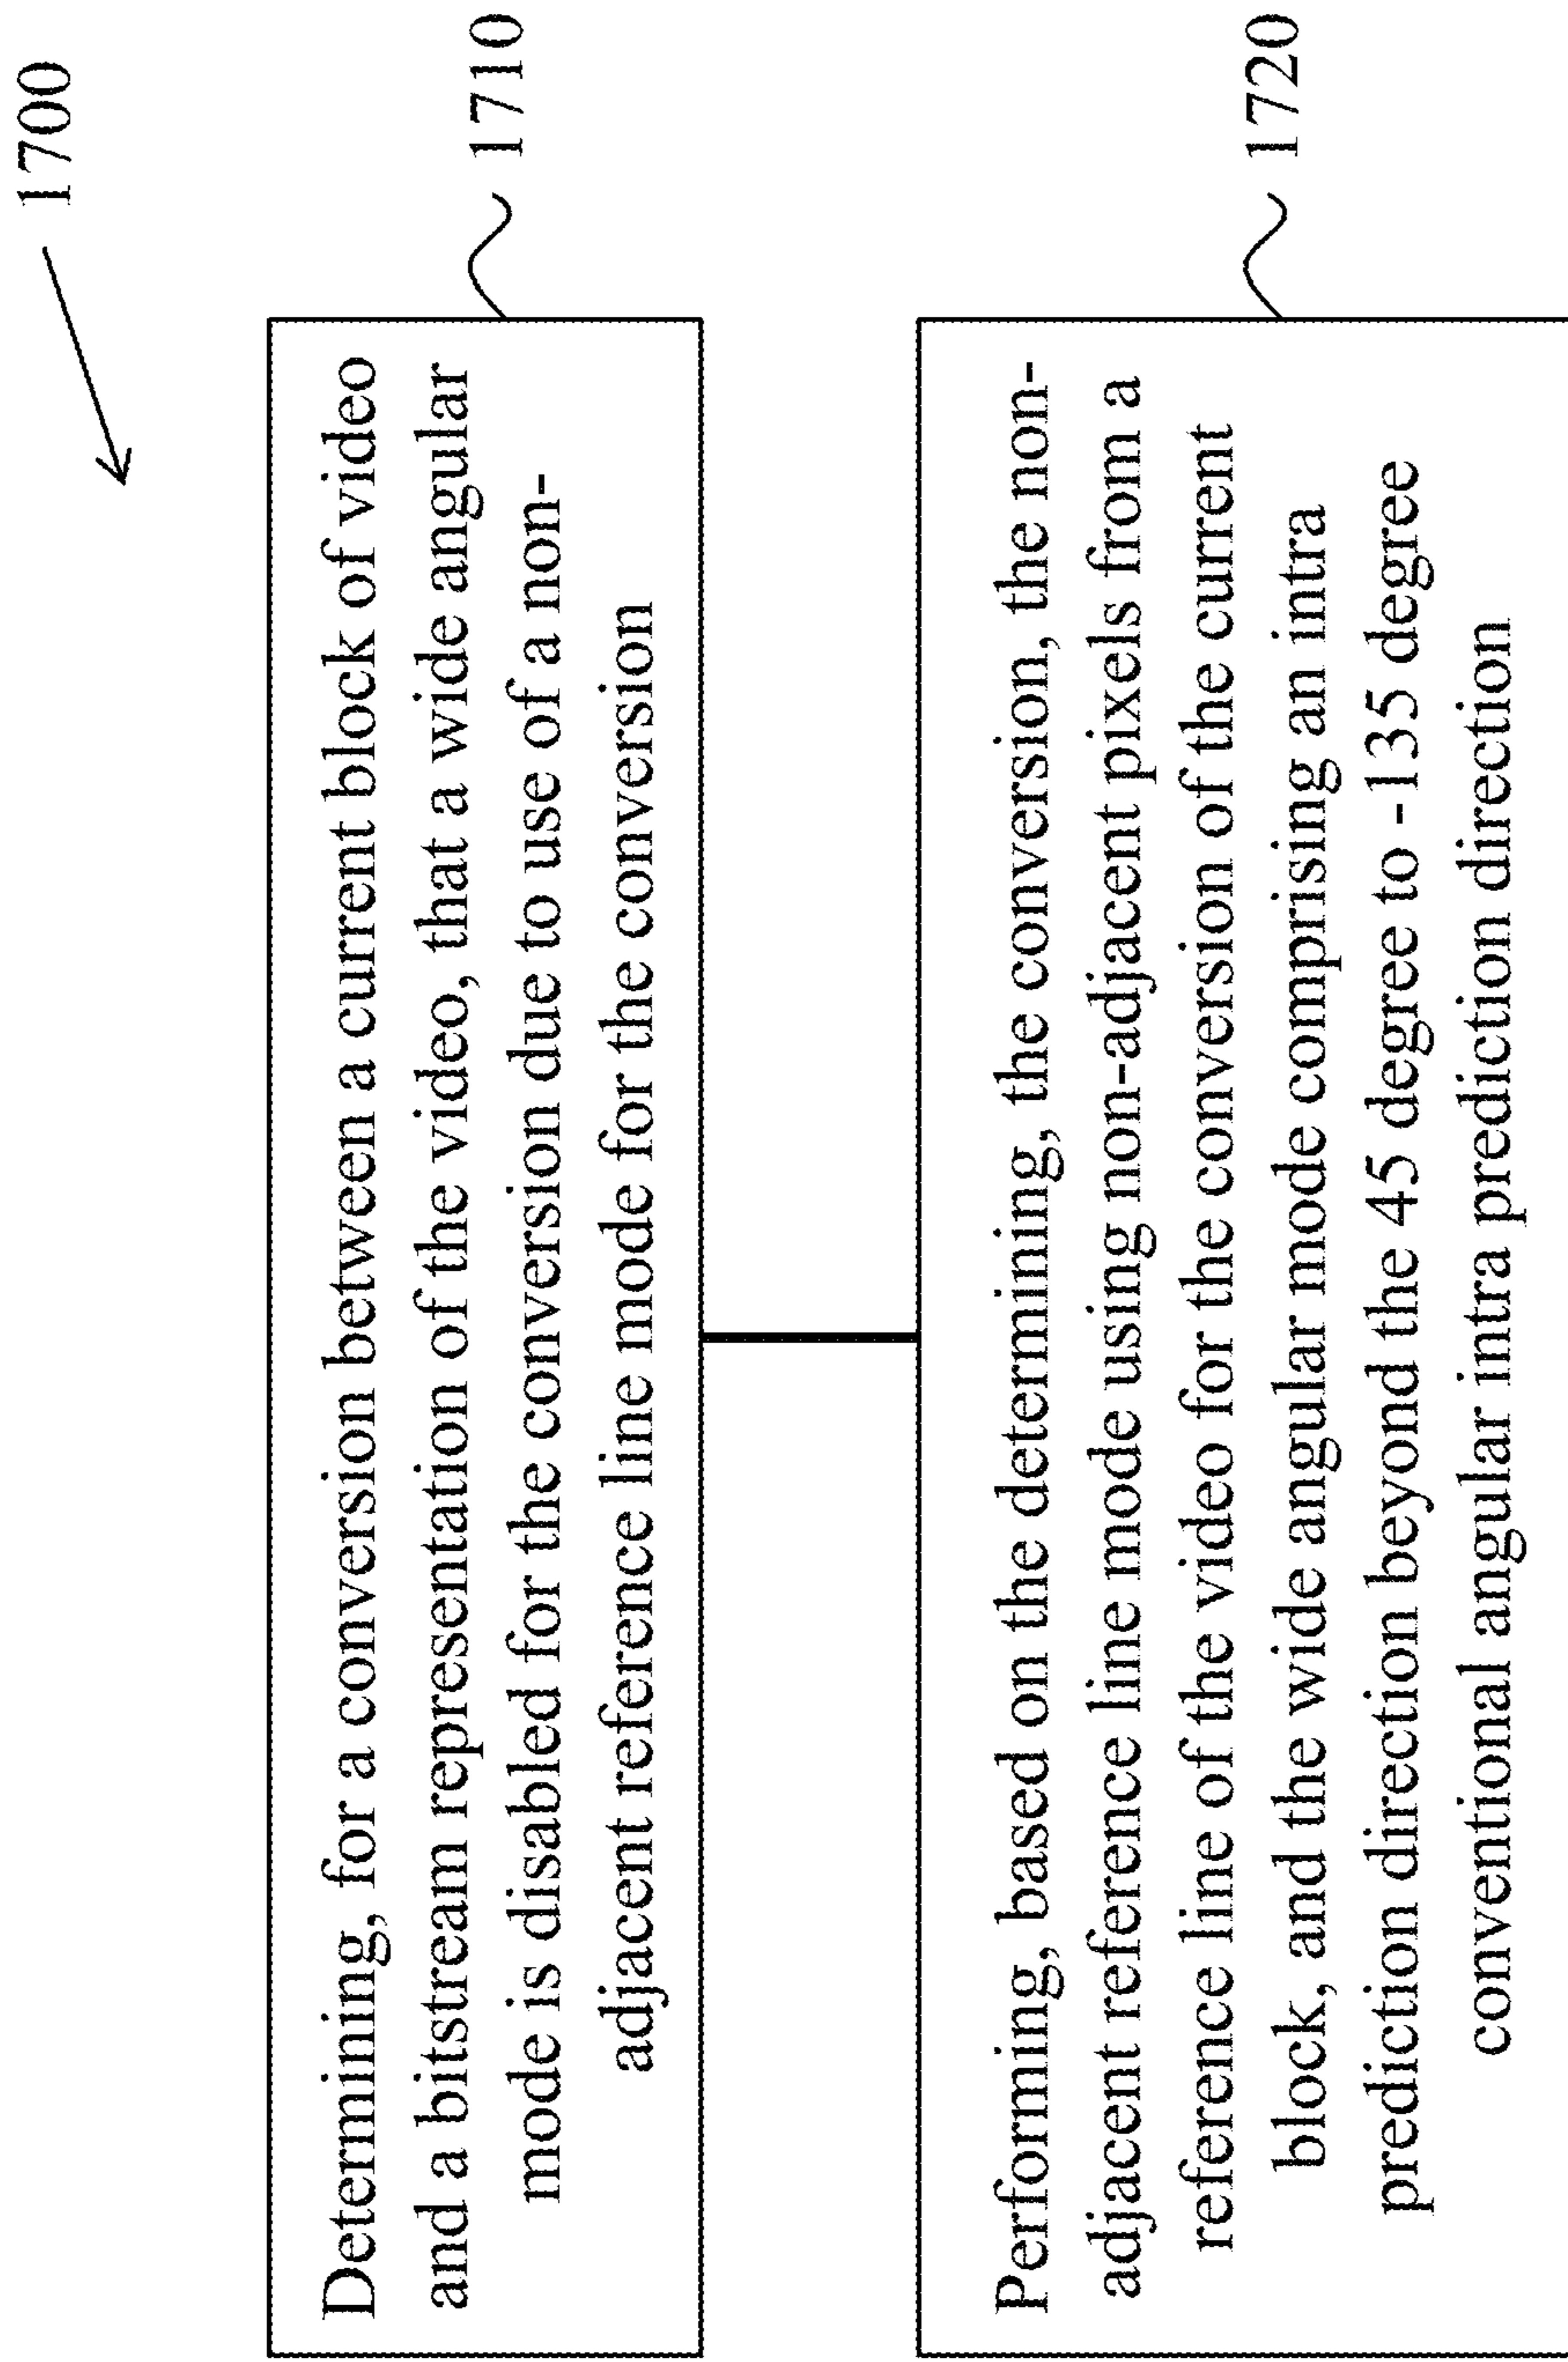 1700
Determining, for a conversion between a current block of video
and a bitstream representation of the video, that a wide angular
mode is disabled for the conversion due to use of a non-
adjacent reference line mode for the conversion
1710
Performing, based on the determining, the conversion, the non-
adjacent reference line mode using non-adjacent pixels from a
reference line of the video for the conversion of the current
block, and the wide angular mode comprising an intra
prediction direction beyond the 45 degree to -135 degree
conventional angular intra prediction direction
1720